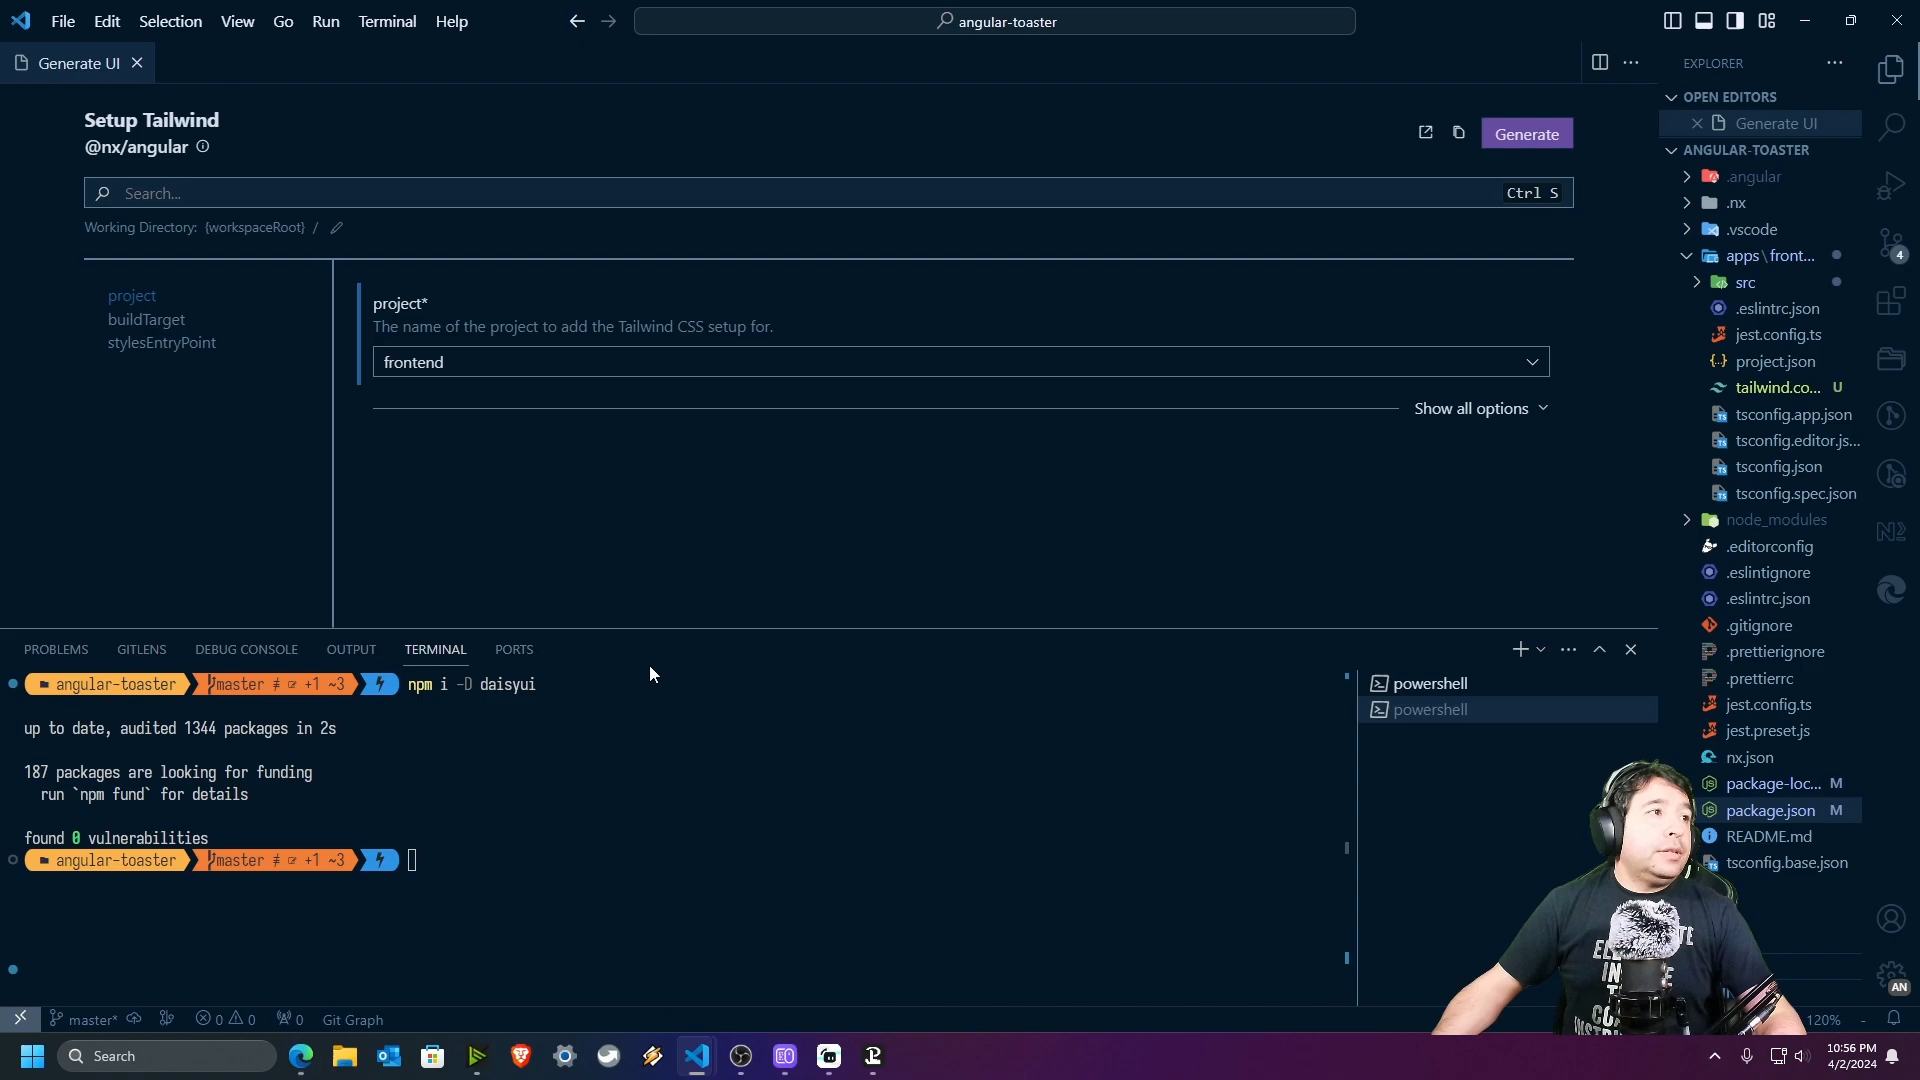 File Edit Selection View Go Run Terminal Help
angular-toaster
Generate UI
EXPLORER
OPEN EDITORS
Generate UI
ANGULAR-TOASTER
.angular
.nx
.vscode
apps\front...
src
.eslintrc.json
jest.config.ts
project.json
tailwind.co... U
tsconfig.app.json
tsconfig.editor.js...
tsconfig.json
tsconfig.spec.json
node_modules
.editorconfig
.eslintignore
.eslintrc.json
.gitignore
.prettierignore
.prettierrc
jest.config.ts
jest.preset.js
nx.json
package-loc... M
package.json M
README.md
tsconfig.base.json
4
AN
Setup Tailwind
@nx/angular
Generate
Search...
Ctrl S
Working Directory: {workspaceRoot} /
project
buildTarget
stylesEntryPoint
project*
The name of the project to add the Tailwind CSS setup for.
frontend
Show all options
PROBLEMS GITLENS DEBUG CONSOLE OUTPUT TERMINAL PORTS
angular-toaster master ≢ +1 ~3 npm i -D daisyui
up to date, audited 1344 packages in 2s
187 packages are looking for funding
run `npm fund` for details
found 0 vulnerabilities
angular-toaster master ≢ +1 ~3
powershell
powershell
master* 0 0 0 Git Graph
120%
Search
10:56 PM
4/2/2024